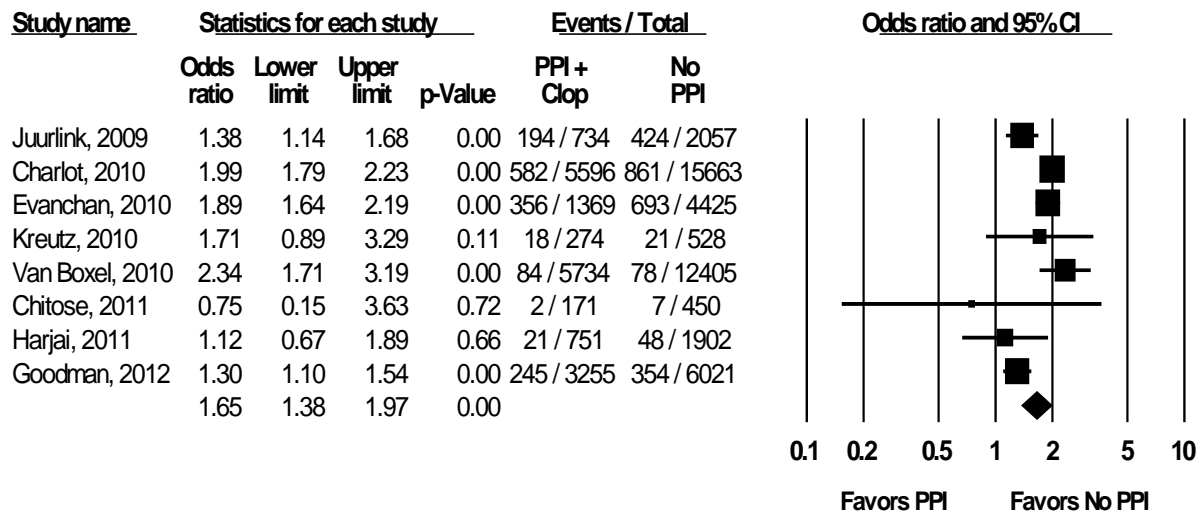 Study name Statistics for each study Events / Total Odds ratio and 95% CI
Odds Lower Upper PPI + No
ratio limit limit p-Value Clop PPI
Juurlink, 2009 1.38 1.14 1.68 0.00 194 / 734 424 / 2057
Charlot, 2010 1.99 1.79 2.23 0.00 582 / 5596 861 / 15663
Evanchan, 2010 1.89 1.64 2.19 0.00 356 / 1369 693 / 4425
Kreutz, 2010 1.71 0.89 3.29 0.11 18 / 274 21 / 528
Van Boxel, 2010 2.34 1.71 3.19 0.00 84 / 5734 78 / 12405
Chitose, 2011 0.75 0.15 3.63 0.72 2 / 171 7 / 450
Harjai, 2011 1.12 0.67 1.89 0.66 21 / 751 48 / 1902
Goodman, 2012 1.30 1.10 1.54 0.00 245 / 3255 354 / 6021
1.65 1.38 1.97 0.00
0.1 0.2 0.5 1 2 5 10
Favors PPI Favors No PPI